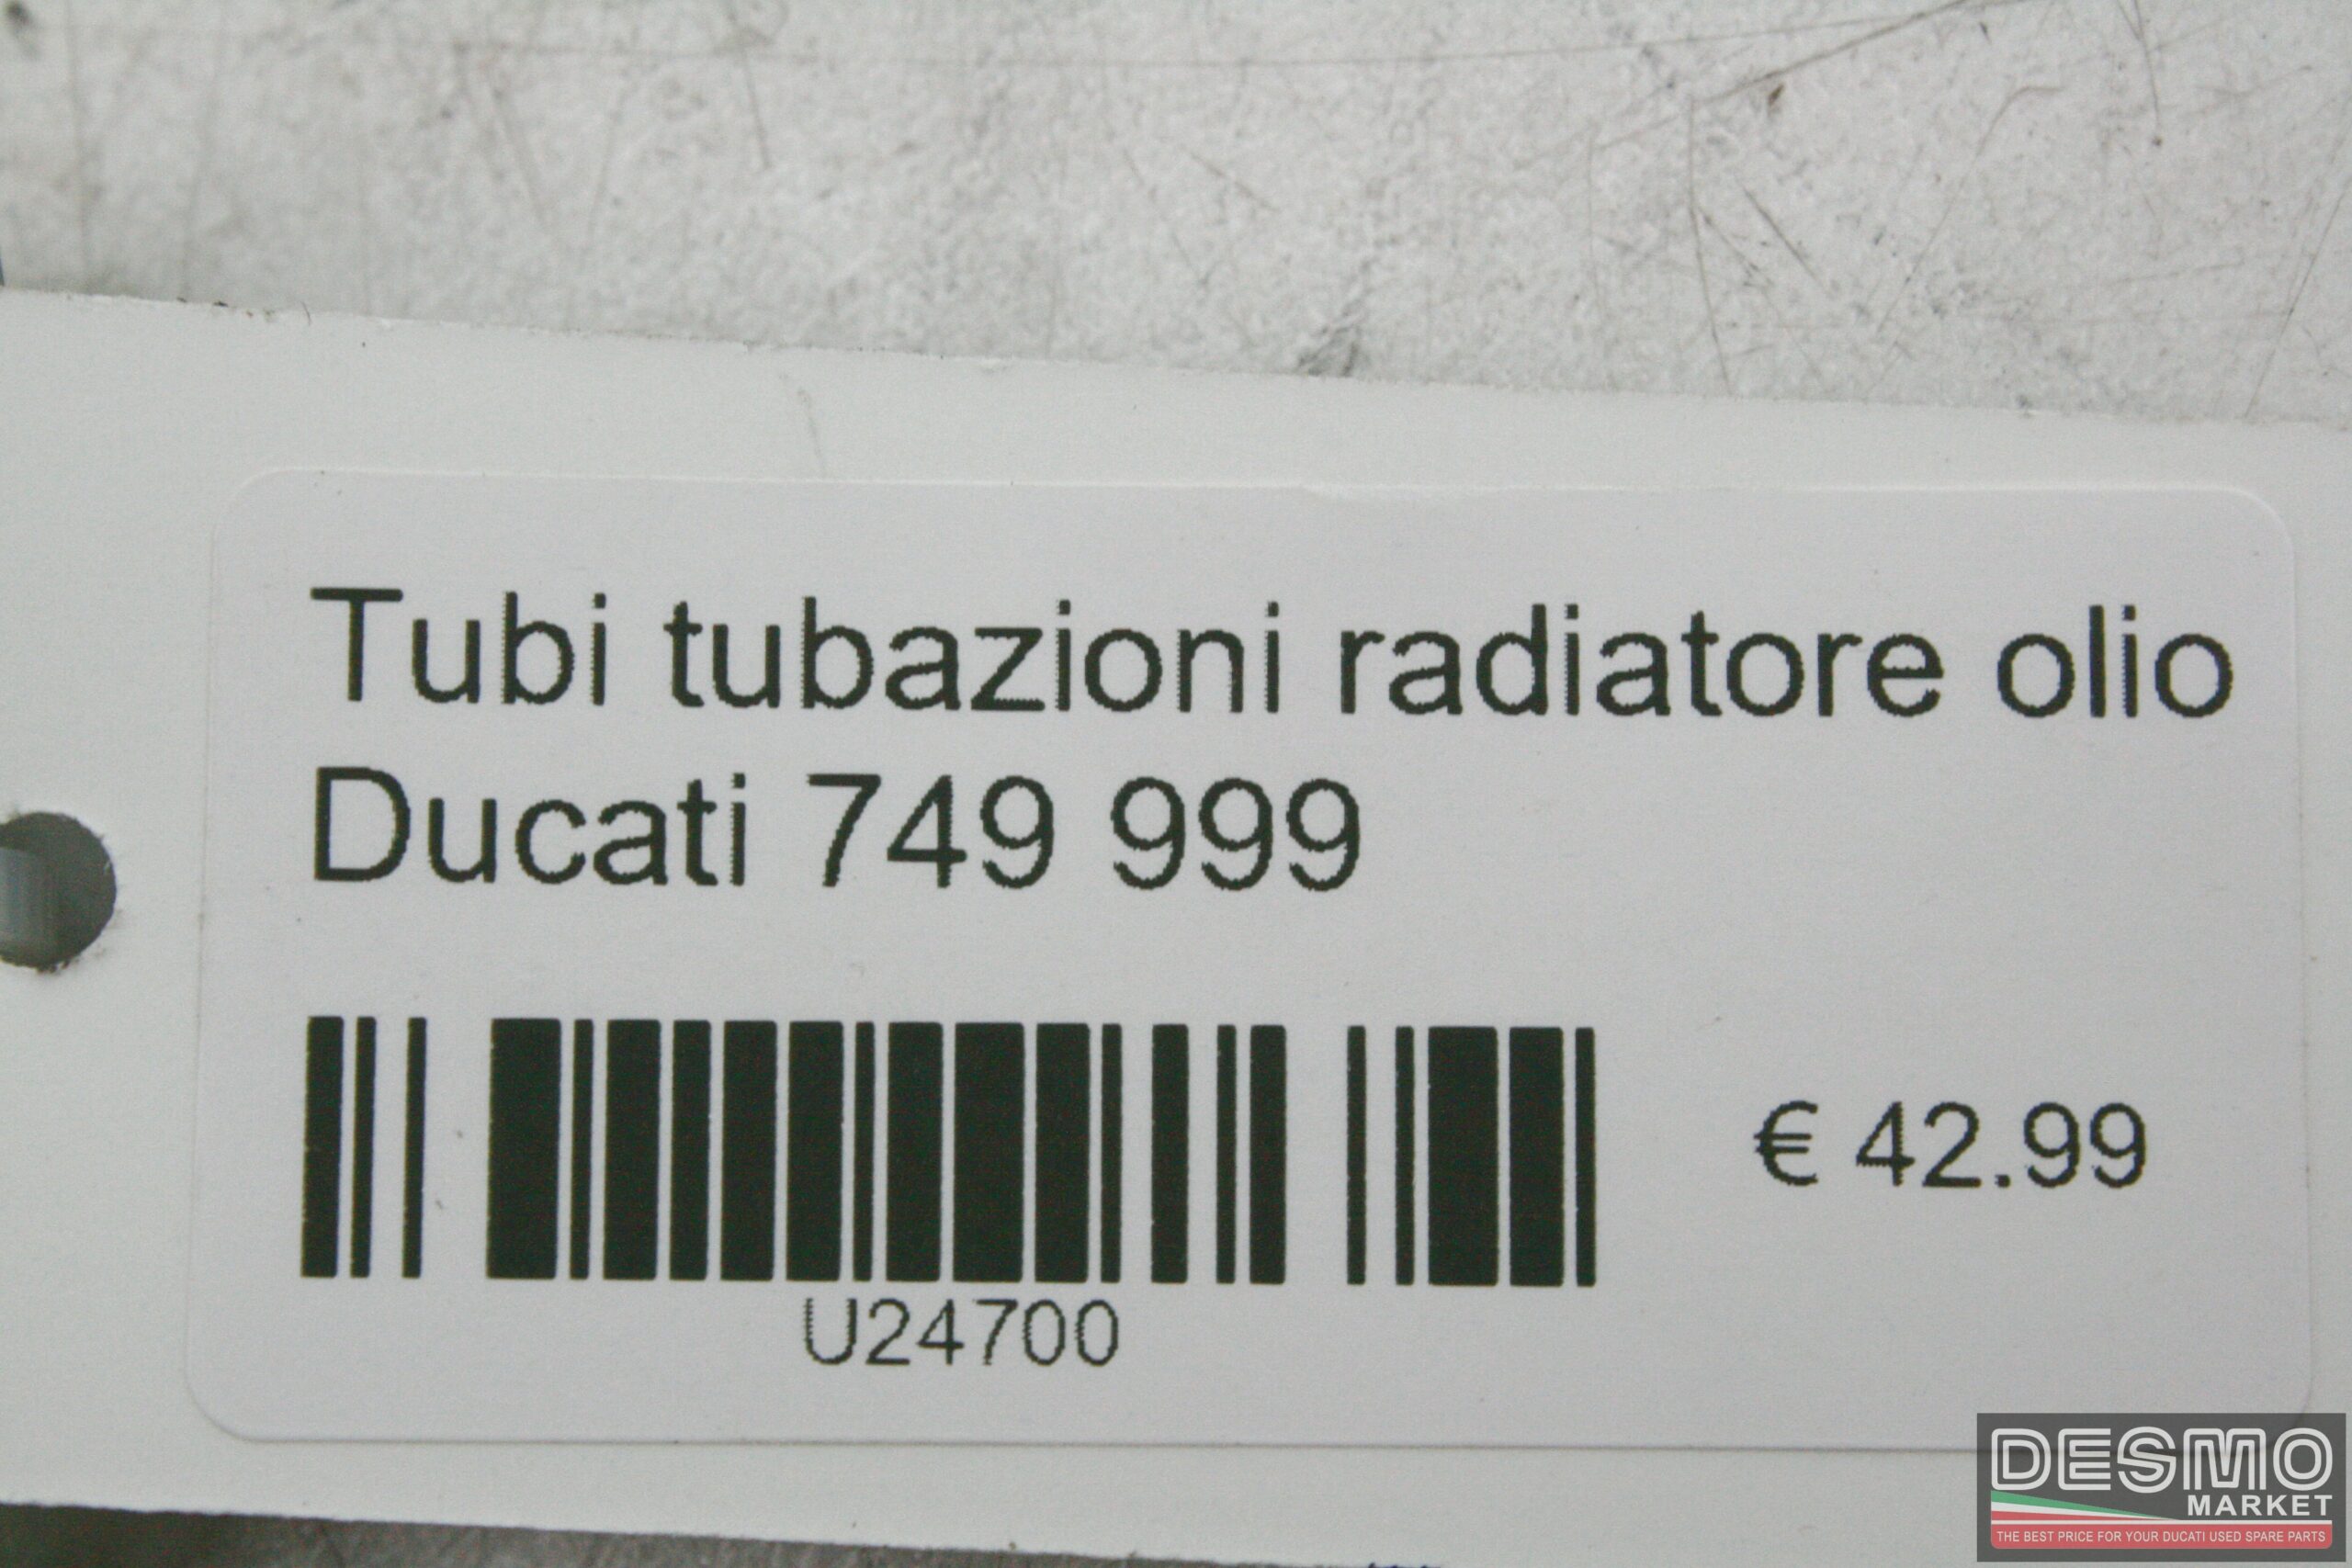 Tubi tubazioni radiatore olio
Ducati 749 999
€ 42.99
U24700
DESMO
MARKET
THE BEST PRICE FOR YOUR DUCATI USED SPARE PARTS